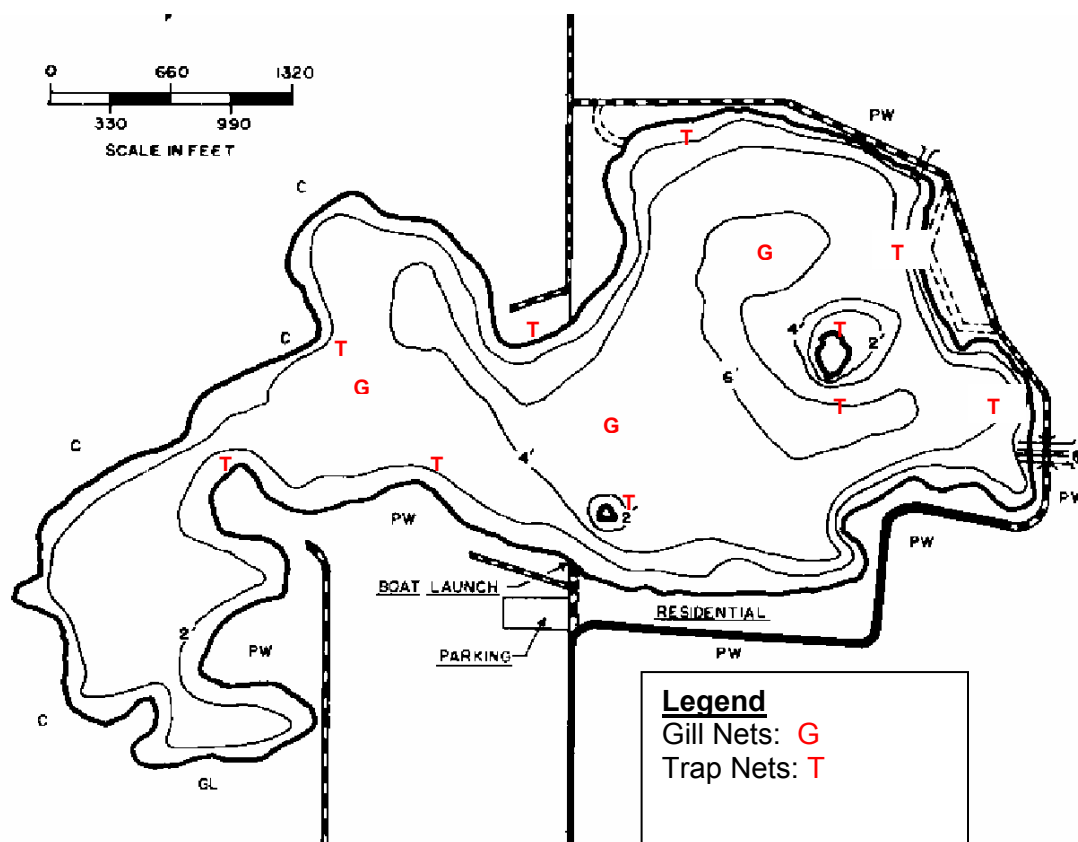 0 660 1320
330 990
SCALE IN FEET
PW
T
C
G T
T T
4'
2'
C
T
6'
G
T T
G
C
4'
T T
T
2'
PW
PW
PW
BOAT LAUNCH
RESIDENTIAL
2'
PW
PARKING
PW
C
GL
Legend
Gill Nets: G
Trap Nets: T